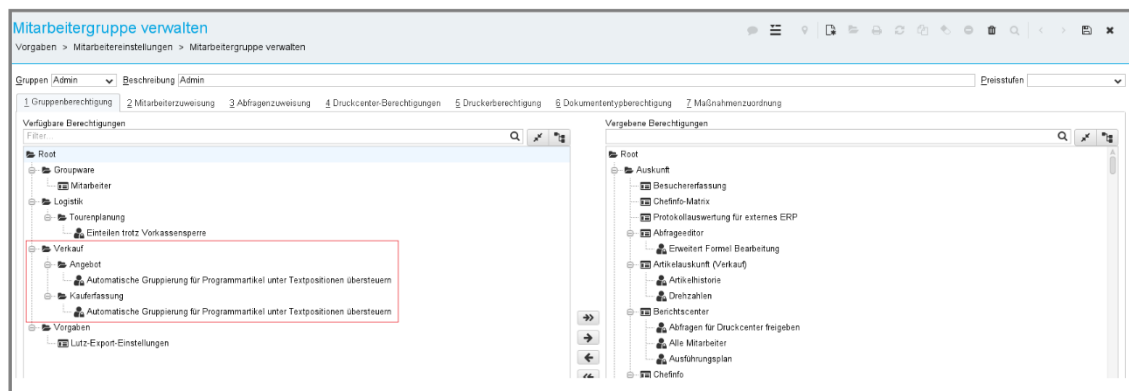 Mitarbeitergruppe verwalten
Vorgaben > Mitarbeitereinstellungen > Mitarbeitergruppe verwalten
Gruppen Admin Beschreibung Admin Preisstufen
1 Gruppenberechtigung 2 Mitarbeiterzuweisung 3 Abfragenzuweisung 4 Druckcenter-Berechtigungen 5 Druckerberechtigung 6 Dokumententypberechtigung 7 Maßnahmenzuordnung
Verfügbare Berechtigungen
Filter...
Root
Groupware
Mitarbeiter
Logistik
Tourenplanung
Einteilen trotz Vorkassensperre
Verkauf
Angebot
Automatische Gruppierung für Programmartikel unter Textpositionen übersteuern
Kauferfassung
Automatische Gruppierung für Programmartikel unter Textpositionen übersteuern
Vorgaben
Lutz-Export-Einstellungen
Vergebene Berechtigungen
Root
Auskunft
Besuchererfassung
Chefinfo-Matrix
Protokollauswertung für externes ERP
Abfrageeditor
Erweitert Formel Bearbeitung
Artikelauskunft (Verkauf)
Artikelhistorie
Drehzahlen
Berichtscenter
Abfragen für Druckcenter freigeben
Alle Mitarbeiter
Ausführungsplan
Chefinfo